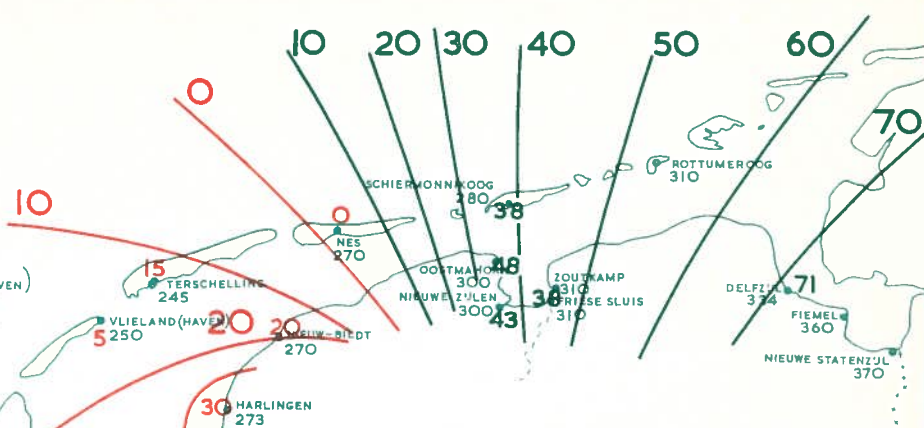 10 20 30 40 50 60
0
70
10
ROTTUMEROOG
310
SCHIERMONNIKOOG
280
38
0
NES
270
15
TERSCHELLING
245
OOSTMAHORN
48
300
ZOUTKAMP
310
NIEUWE ZIJLEN
300
43
38
FRIESE SLUIS
310
DELFZIJL
334
71
FIEMEL
360
NIEUWE STATENZIJL
370
VEN)
VLIELAND (HAVEN)
5 250
20
20
270
30 HARLINGEN
273